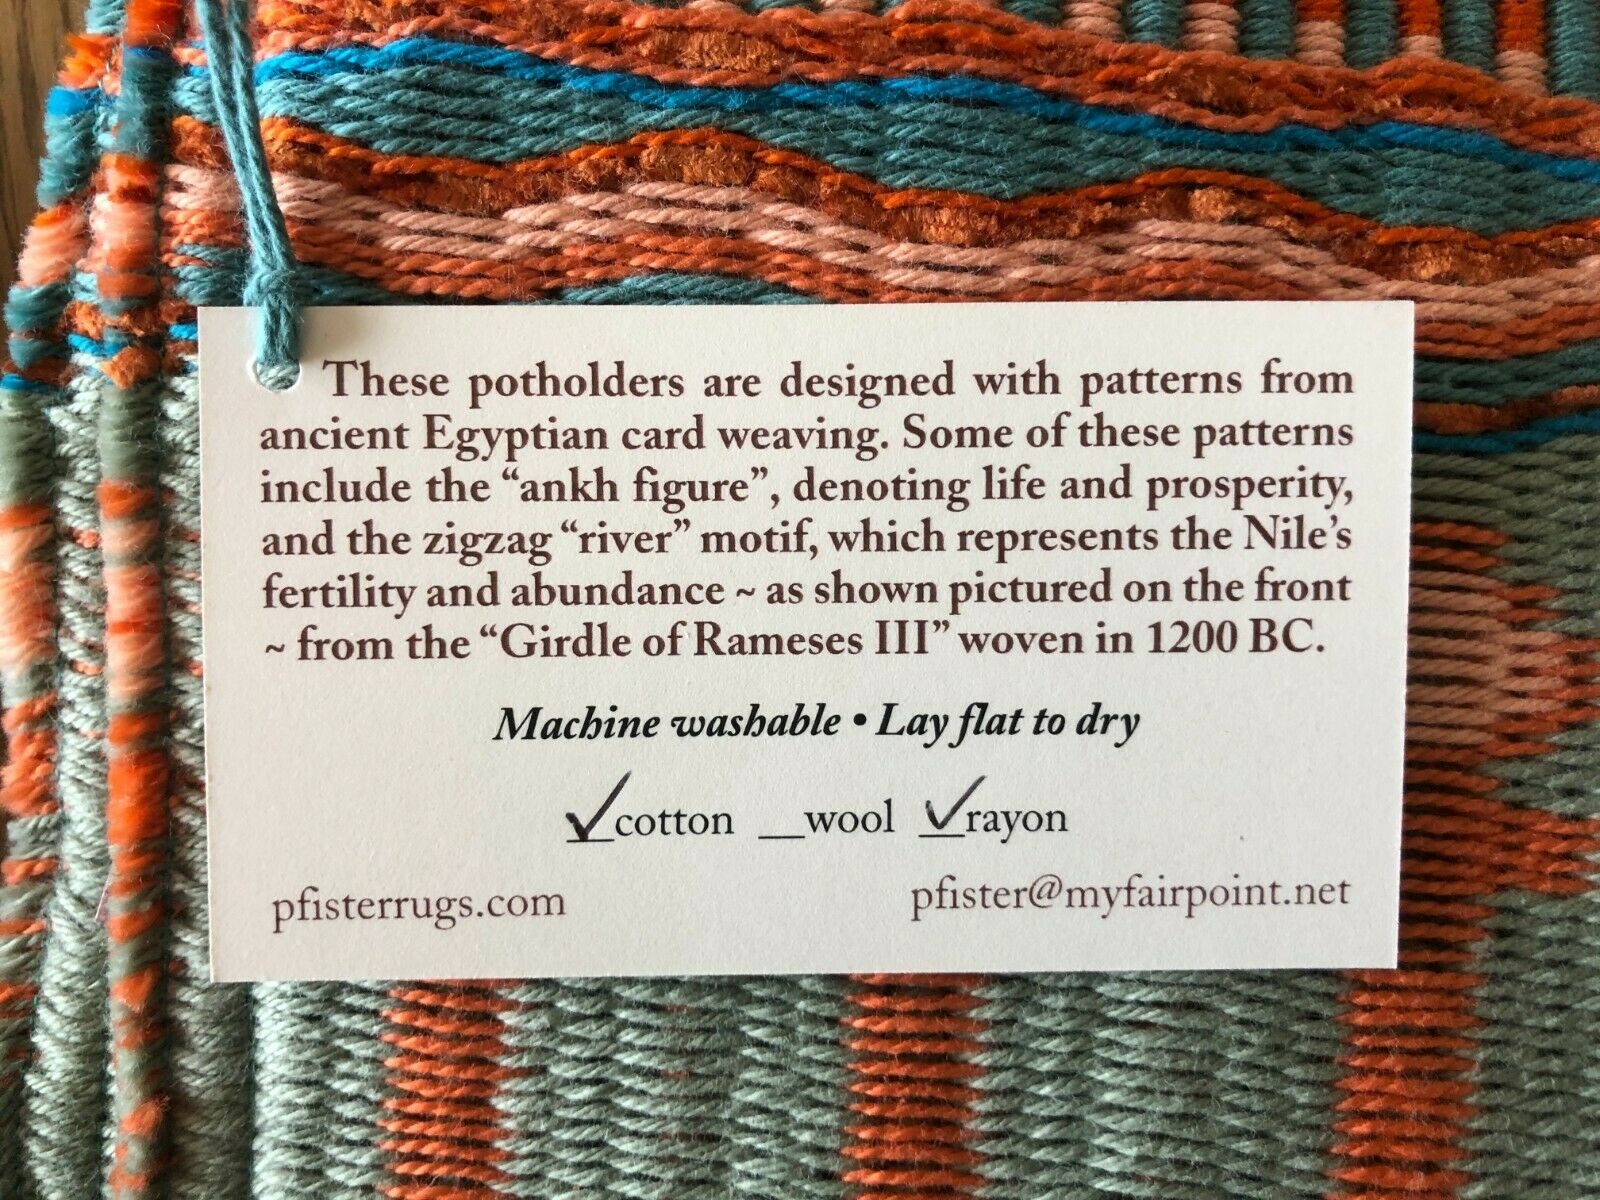 These potholders are designed with patterns from
ancient Egyptian card weaving. Some of these patterns
include the “ankh figure”, denoting life and prosperity,
and the zigzag “river” motif, which represents the Nile’s
fertility and abundance ~ as shown pictured on the front
~ from the “Girdle of Rameses III” woven in 1200 BC.
Machine washable • Lay flat to dry
✓cotton __wool ✓rayon
pfisterrugs.com
pfister@myfairpoint.net